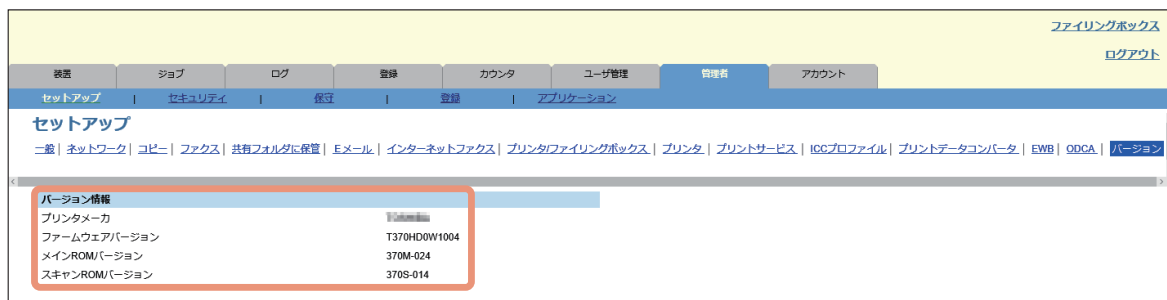 ファイリングボックス
ログアウト
装置 ジョブ ログ 登録 カウンタ ユーザ管理 管理者 アカウント
セットアップ | セキュリティ | 保守 | 登録 | アプリケーション
セットアップ
一般 | ネットワーク | コピー | ファクス | 共有フォルダに保管 | Eメール | インターネットファクス | プリンタ/ファイリングボックス | プリンタ | プリントサービス | ICCプロファイル | プリントデータコンバータ | EWB | ODCA | バージョン
バージョン情報
プリンタメーカ
ファームウェアバージョン T370HD0W1004
メインROMバージョン 370M-024
スキャンROMバージョン 370S-014